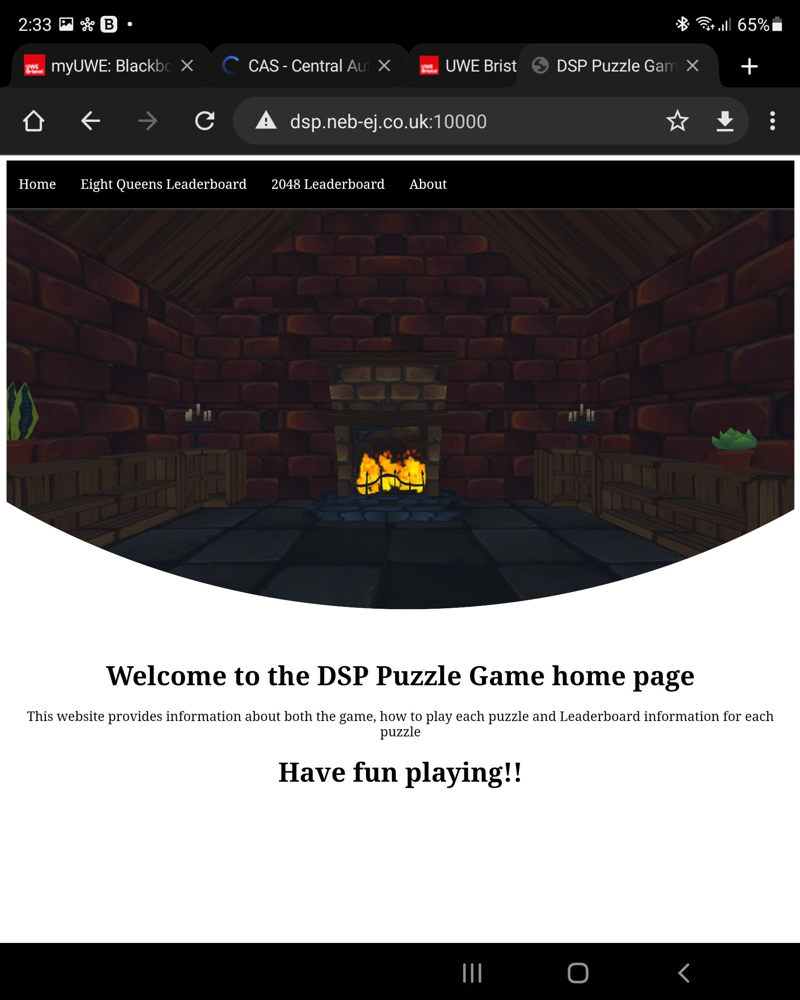 2:33 B 65%
myUWE: Blackbo CAS - Central Aut UWE Brist DSP Puzzle Gam
dsp.neb-ej.co.uk:10000
Home Eight Queens Leaderboard 2048 Leaderboard About
Welcome to the DSP Puzzle Game home page
This website provides information about both the game, how to play each puzzle and Leaderboard information for each
puzzle
Have fun playing!!